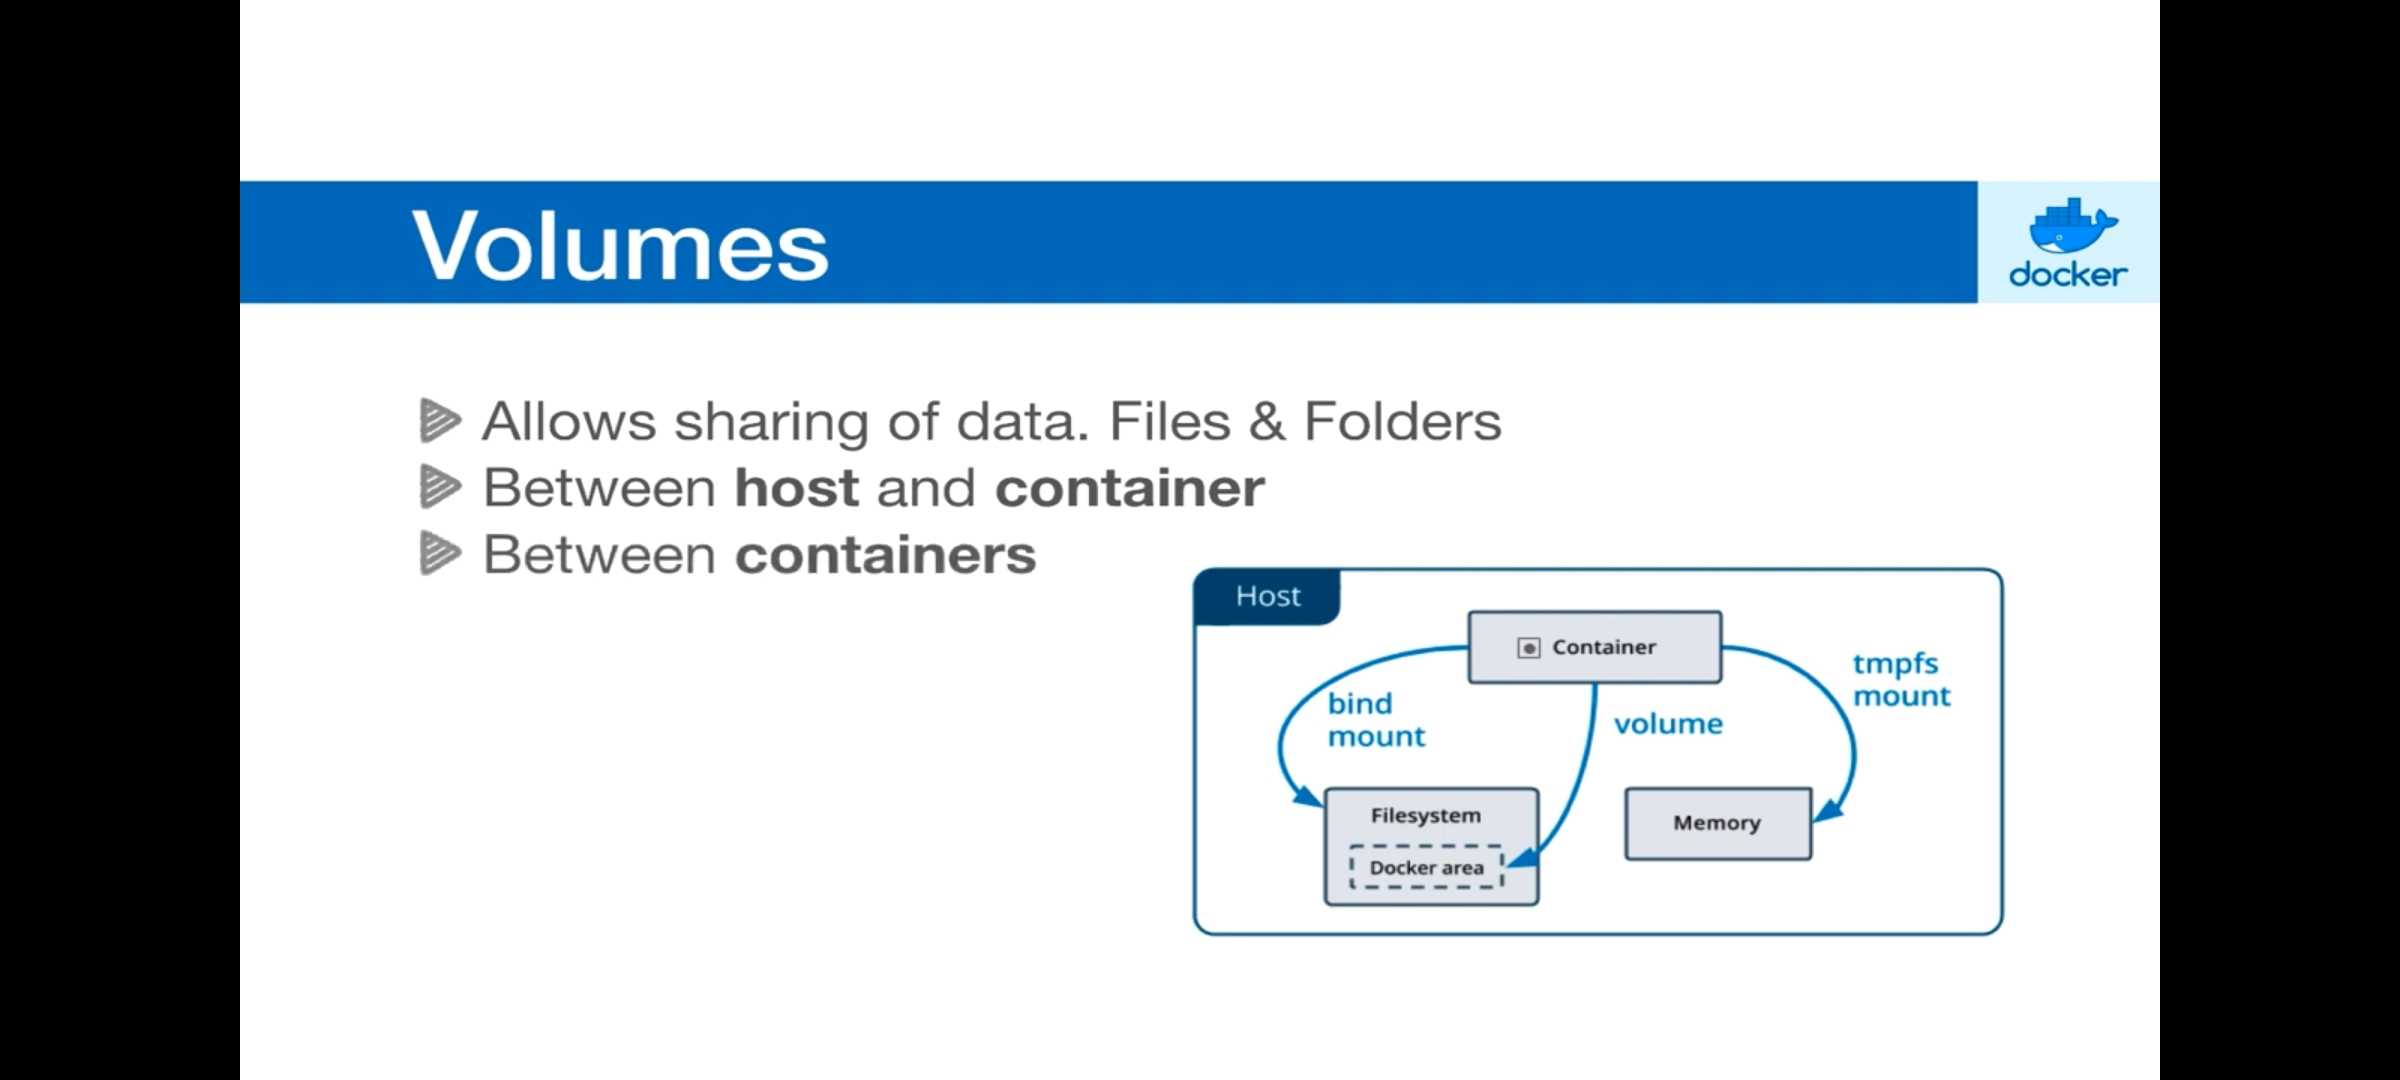 Volumes
docker
Allows sharing of data. Files & Folders
Between host and container
Between containers
Host
Container
bind
mount
volume
tmpfs
mount
Filesystem
Docker area
Memory